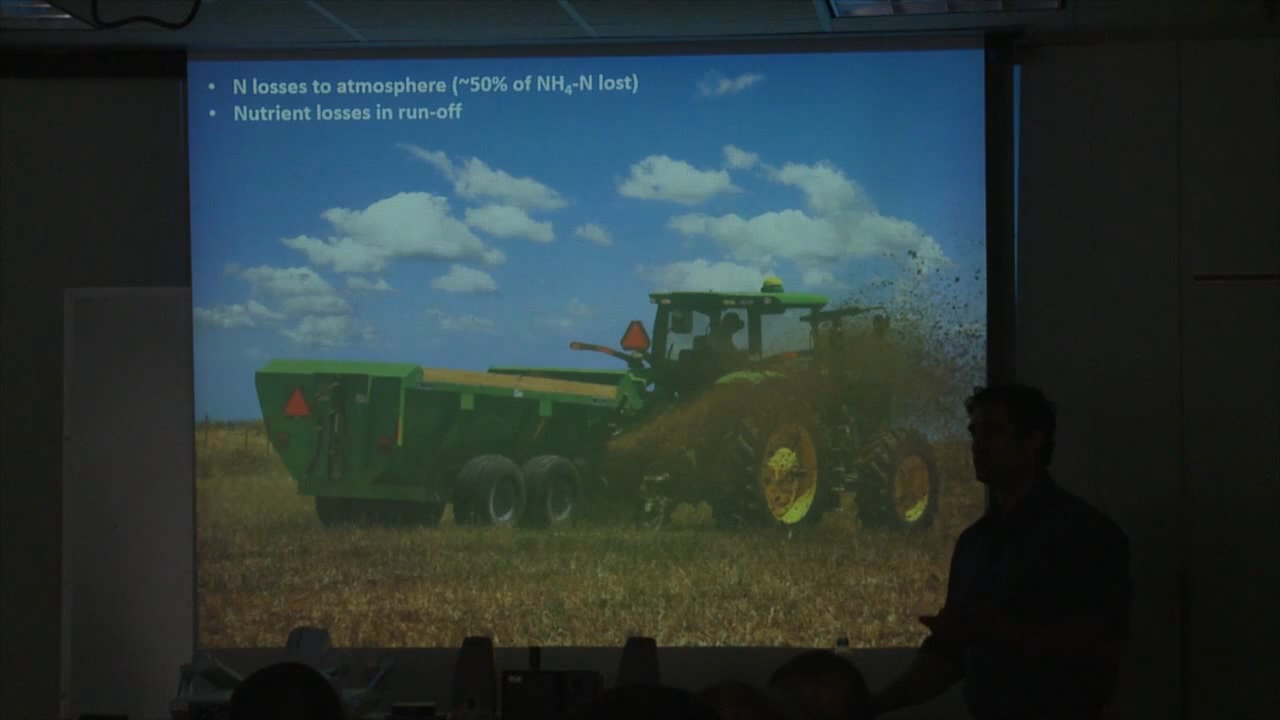 • N losses to atmosphere (~50% of NH₄-N lost)
• Nutrient losses in run-off